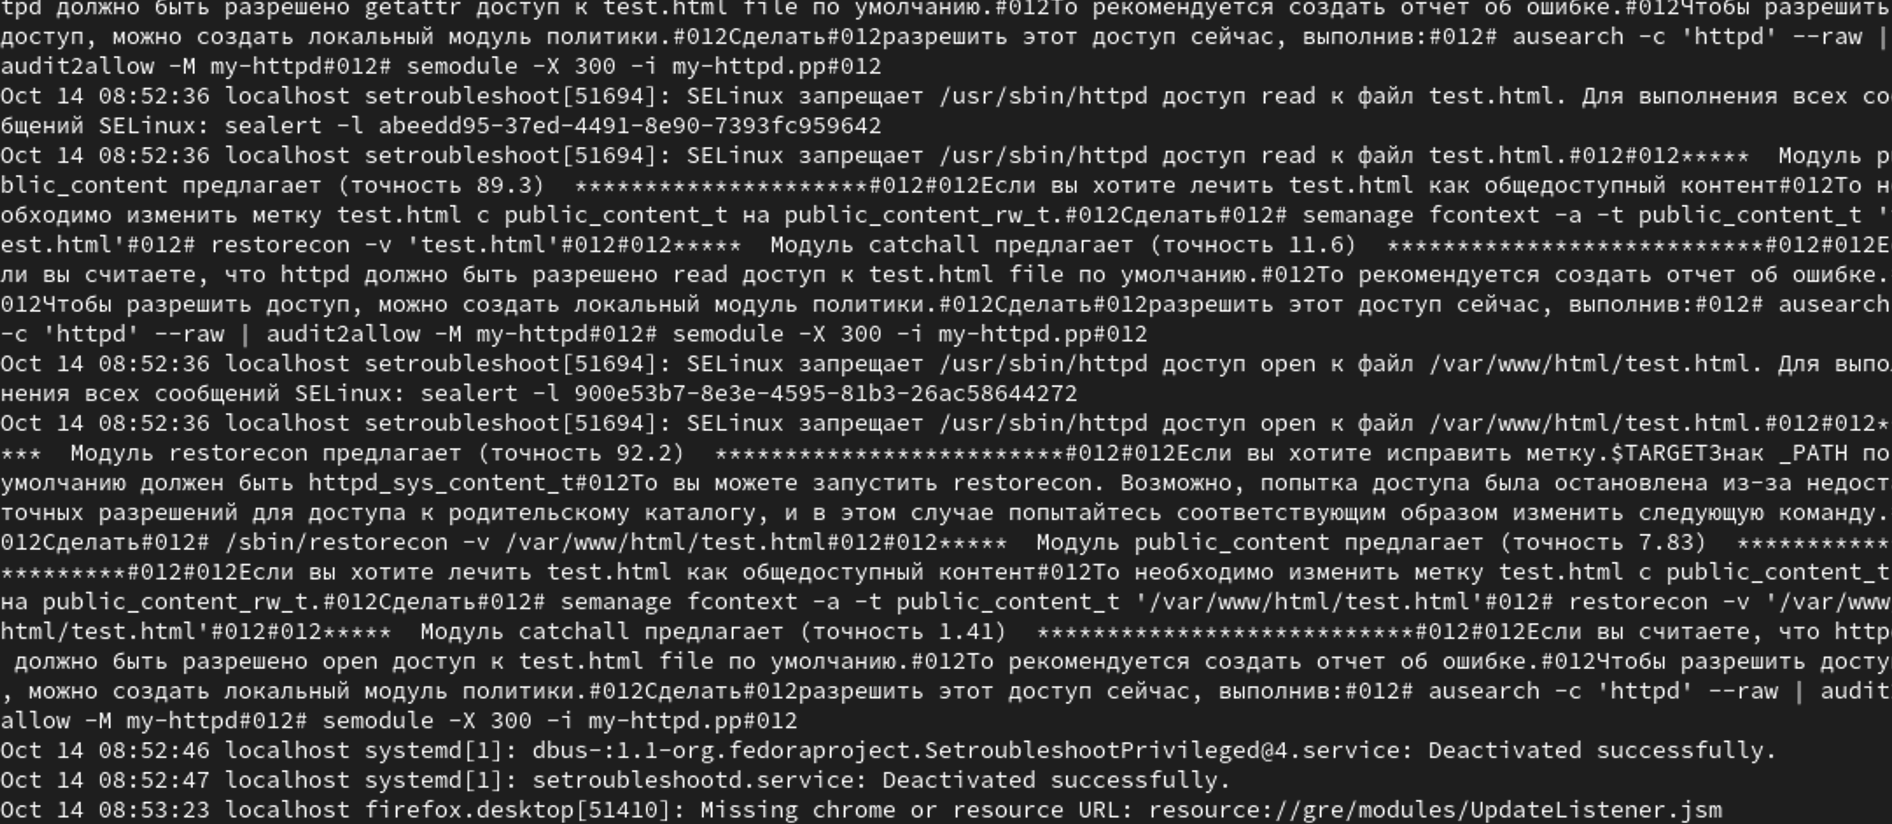 tpd должно быть разрешено getattr доступ к test.html file по умолчанию.#012То рекомендуется создать отчет об ошибке.#012Чтобы разрешить
доступ, можно создать локальный модуль политики.#012Сделать#012разрешить этот доступ сейчас, выполнив:#012# ausearch -c 'httpd' --raw |
audit2allow -M my-httpd#012# semodule -X 300 -i my-httpd.pp#012
Oct 14 08:52:36 localhost setroubleshoot[51694]: SELinux запрещает /usr/sbin/httpd доступ read к файл test.html. Для выполнения всех соо
бщений SELinux: sealert -l abeedd95-37ed-4491-8e90-7393fc959642
Oct 14 08:52:36 localhost setroubleshoot[51694]: SELinux запрещает /usr/sbin/httpd доступ read к файл test.html.#012#012***** Модуль pu
blic_content предлагает (точность 89.3) *********************#012#012Если вы хотите лечить test.html как общедоступный контент#012То не
обходимо изменить метку test.html с public_content_t на public_content_rw_t.#012Сделать#012# semanage fcontext -a -t public_content_t '
est.html'#012# restorecon -v 'test.html'#012#012***** Модуль catchall предлагает (точность 11.6) ***************************#012#012Е
ли вы считаете, что httpd должно быть разрешено read доступ к test.html file по умолчанию.#012То рекомендуется создать отчет об ошибке.
012Чтобы разрешить доступ, можно создать локальный модуль политики.#012Сделать#012разрешить этот доступ сейчас, выполнив:#012# ausearch
-c 'httpd' --raw | audit2allow -M my-httpd#012# semodule -X 300 -i my-httpd.pp#012
Oct 14 08:52:36 localhost setroubleshoot[51694]: SELinux запрещает /usr/sbin/httpd доступ open к файл /var/www/html/test.html. Для выпол
нения всех сообщений SELinux: sealert -l 900e53b7-8e3e-4595-81b3-26ac58644272
Oct 14 08:52:36 localhost setroubleshoot[51694]: SELinux запрещает /usr/sbin/httpd доступ open к файл /var/www/html/test.html.#012#012*
*** Модуль restorecon предлагает (точность 92.2) *************************#012#012Если вы хотите исправить метку.$TARGETЗнак _PATH по
умолчанию должен быть httpd_sys_content_t#012То вы можете запустить restorecon. Возможно, попытка доступа была остановлена из-за недост
точных разрешений для доступа к родительскому каталогу, и в этом случае попытайтесь соответствующим образом изменить следующую команду.
012Сделать#012# /sbin/restorecon -v /var/www/html/test.html#012#012***** Модуль public_content предлагает (точность 7.83) ***********
*********#012#012Если вы хотите лечить test.html как общедоступный контент#012То необходимо изменить метку test.html с public_content_t
на public_content_rw_t.#012Сделать#012# semanage fcontext -a -t public_content_t '/var/www/html/test.html'#012# restorecon -v '/var/www
html/test.html'#012#012***** Модуль catchall предлагает (точность 1.41) ***************************#012#012Если вы считаете, что httpd
должно быть разрешено open доступ к test.html file по умолчанию.#012То рекомендуется создать отчет об ошибке.#012Чтобы разрешить досту
, можно создать локальный модуль политики.#012Сделать#012разрешить этот доступ сейчас, выполнив:#012# ausearch -c 'httpd' --raw | audit
allow -M my-httpd#012# semodule -X 300 -i my-httpd.pp#012
Oct 14 08:52:46 localhost systemd[1]: dbus-:1.1-org.fedoraproject.SetroubleshootPrivileged@4.service: Deactivated successfully.
Oct 14 08:52:47 localhost systemd[1]: setroubleshootd.service: Deactivated successfully.
Oct 14 08:53:23 localhost firefox.desktop[51410]: Missing chrome or resource URL: resource://gre/modules/UpdateListener.jsm